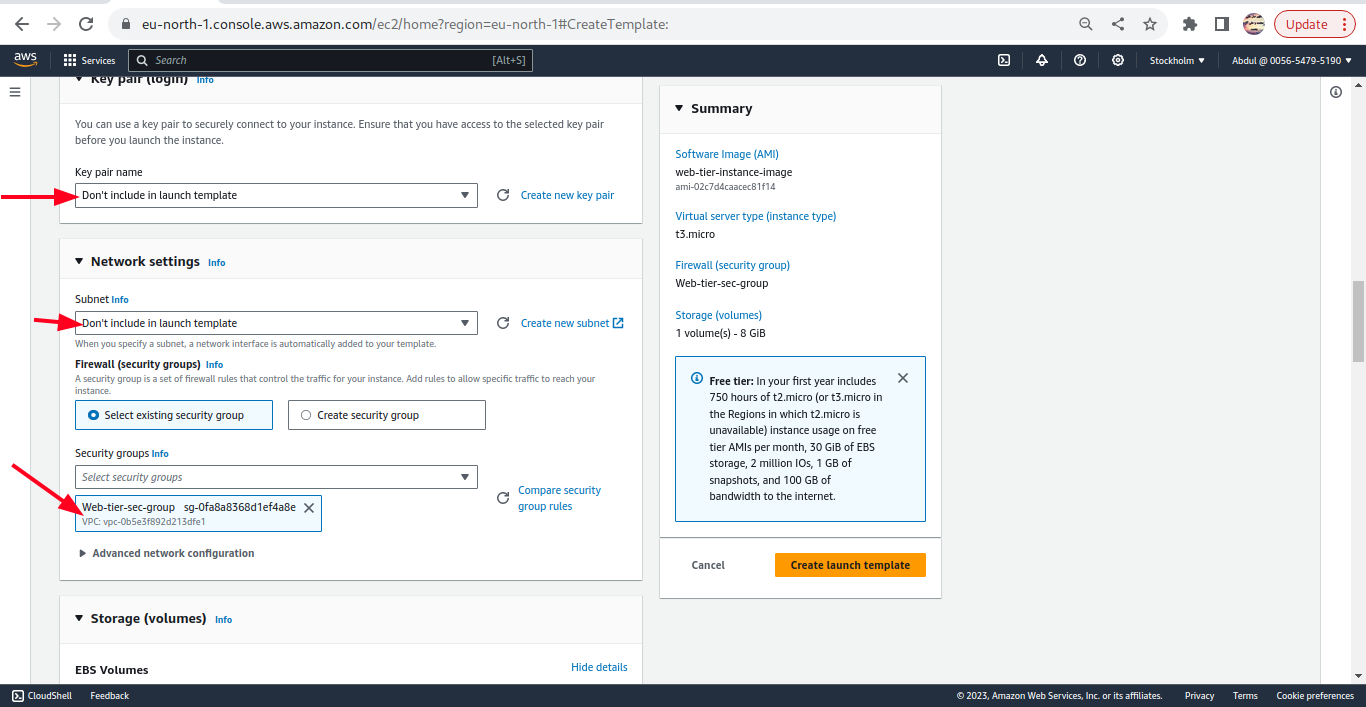 eu-north-1.console.aws.amazon.com/ec2/home?region=eu-north-1#CreateTemplate:
Update
aws
Services
Search
[Alt+S]
Stockholm
Abdul @ 0056-5479-5190
Key pair (login) Info
You can use a key pair to securely connect to your instance. Ensure that you have access to the selected key pair
before you launch the instance.
Key pair name
Don't include in launch template
Create new key pair
Network settings Info
Subnet Info
Don't include in launch template
Create new subnet
When you specify a subnet, a network interface is automatically added to your template.
Firewall (security groups) Info
A security group is a set of firewall rules that control the traffic for your instance. Add rules to allow specific traffic to reach your
instance.
Select existing security group
Create security group
Security groups Info
Select security groups
Compare security
group rules
Web-tier-sec-group sg-0fa8a8368d1ef4a8e
VPC: vpc-0b5e3f892d213dfe1
Advanced network configuration
Storage (volumes) Info
EBS Volumes
Hide details
Summary
Software Image (AMI)
web-tier-instance-image
ami-02c7d4caacec81f14
Virtual server type (instance type)
t3.micro
Firewall (security group)
Web-tier-sec-group
Storage (volumes)
1 volume(s) - 8 GiB
Free tier: In your first year includes
750 hours of t2.micro (or t3.micro in
the Regions in which t2.micro is
unavailable) instance usage on free
tier AMIs per month, 30 GiB of EBS
storage, 2 million IOs, 1 GB of
snapshots, and 100 GB of
bandwidth to the internet.
Cancel
Create launch template
CloudShell
Feedback
© 2023, Amazon Web Services, Inc. or its affiliates.
Privacy
Terms
Cookie preferences